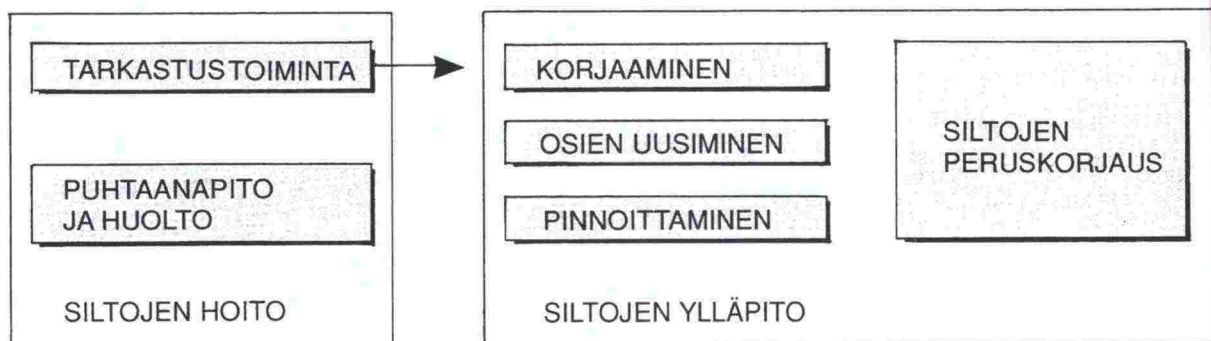 TARKASTUSTOIMINTA
PUHTAANAPITO
JA HUOLTO
SILTOJEN HOITO
KORJAAMINEN
OSIEN UUSIMINEN
PINNOITTAMINEN
SILTOJEN
PERUSKORJAUS
SILTOJEN YLLÄPITO